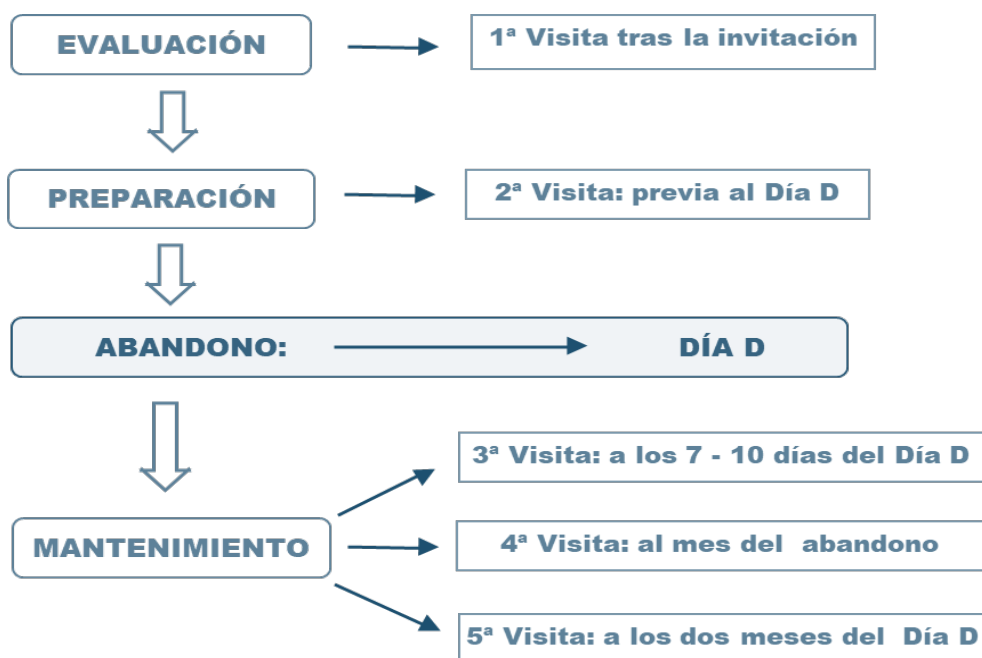 EVALUACIÓN
1ª Visita tras la invitación
PREPARACIÓN
2ª Visita: previa al Día D
ABANDONO: DÍA D
3ª Visita: a los 7 - 10 días del Día D
MANTENIMIENTO
4ª Visita: al mes del abandono
5ª Visita: a los dos meses del Día D